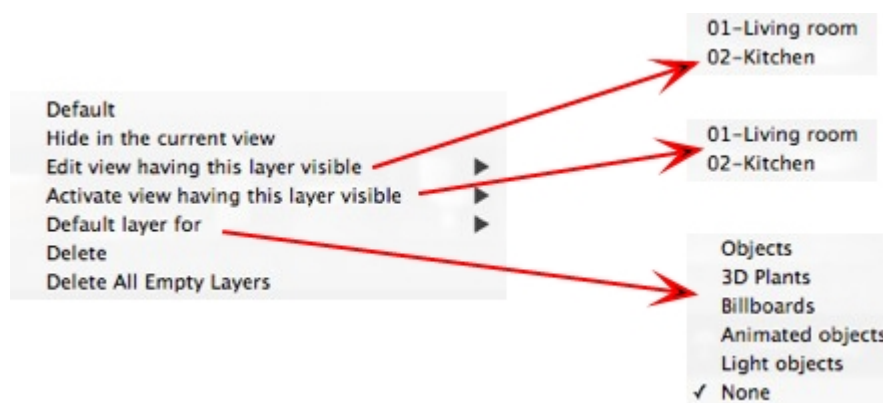 01-Living room
02-Kitchen
Default
Hide in the current view
Edit view having this layer visible
Activate view having this layer visible
Default layer for
Delete
Delete All Empty Layers
01-Living room
02-Kitchen
Objects
3D Plants
Billboards
Animated objects
Light objects
✓ None